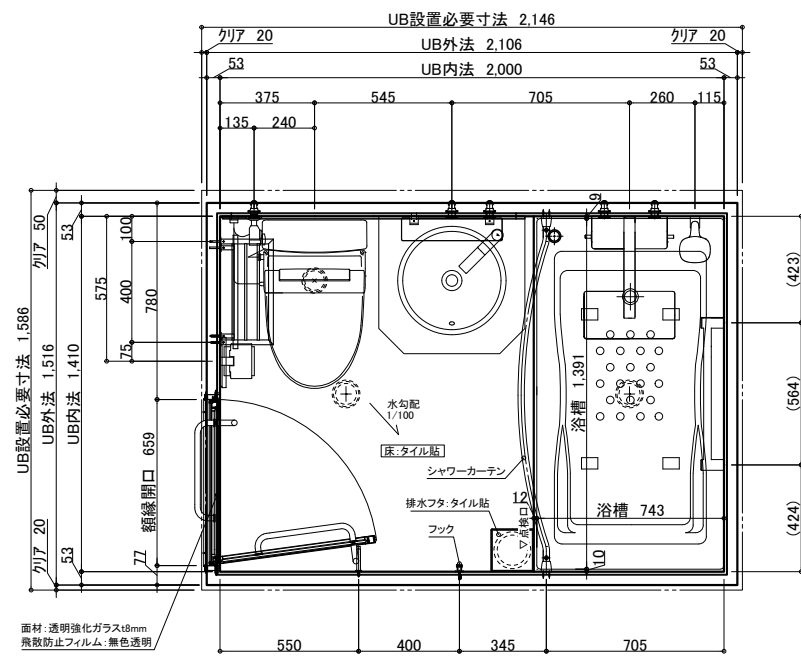 UB設置必要寸法 2,146
クリア 20
UB外法 2,106
クリア 20
53
UB内法 2,000
53
375
545
705
260
115
135
240
9
クリア 50
53
100
575
400
780
75
UB設置必要寸法 1,586
UB外法 1,516
UB内法 1,410
額縁開口 659
クリア 20
53
77
(423)
(564)
(424)
浴槽 1,391
水勾配
1/100
床:タイル貼
シャワーカーテン
排水フタ:タイル貼
12
▽点検口
浴槽 743
フック
10
面材:透明強化ガラスt8mm
飛散防止フィルム:無色透明
550
400
345
705